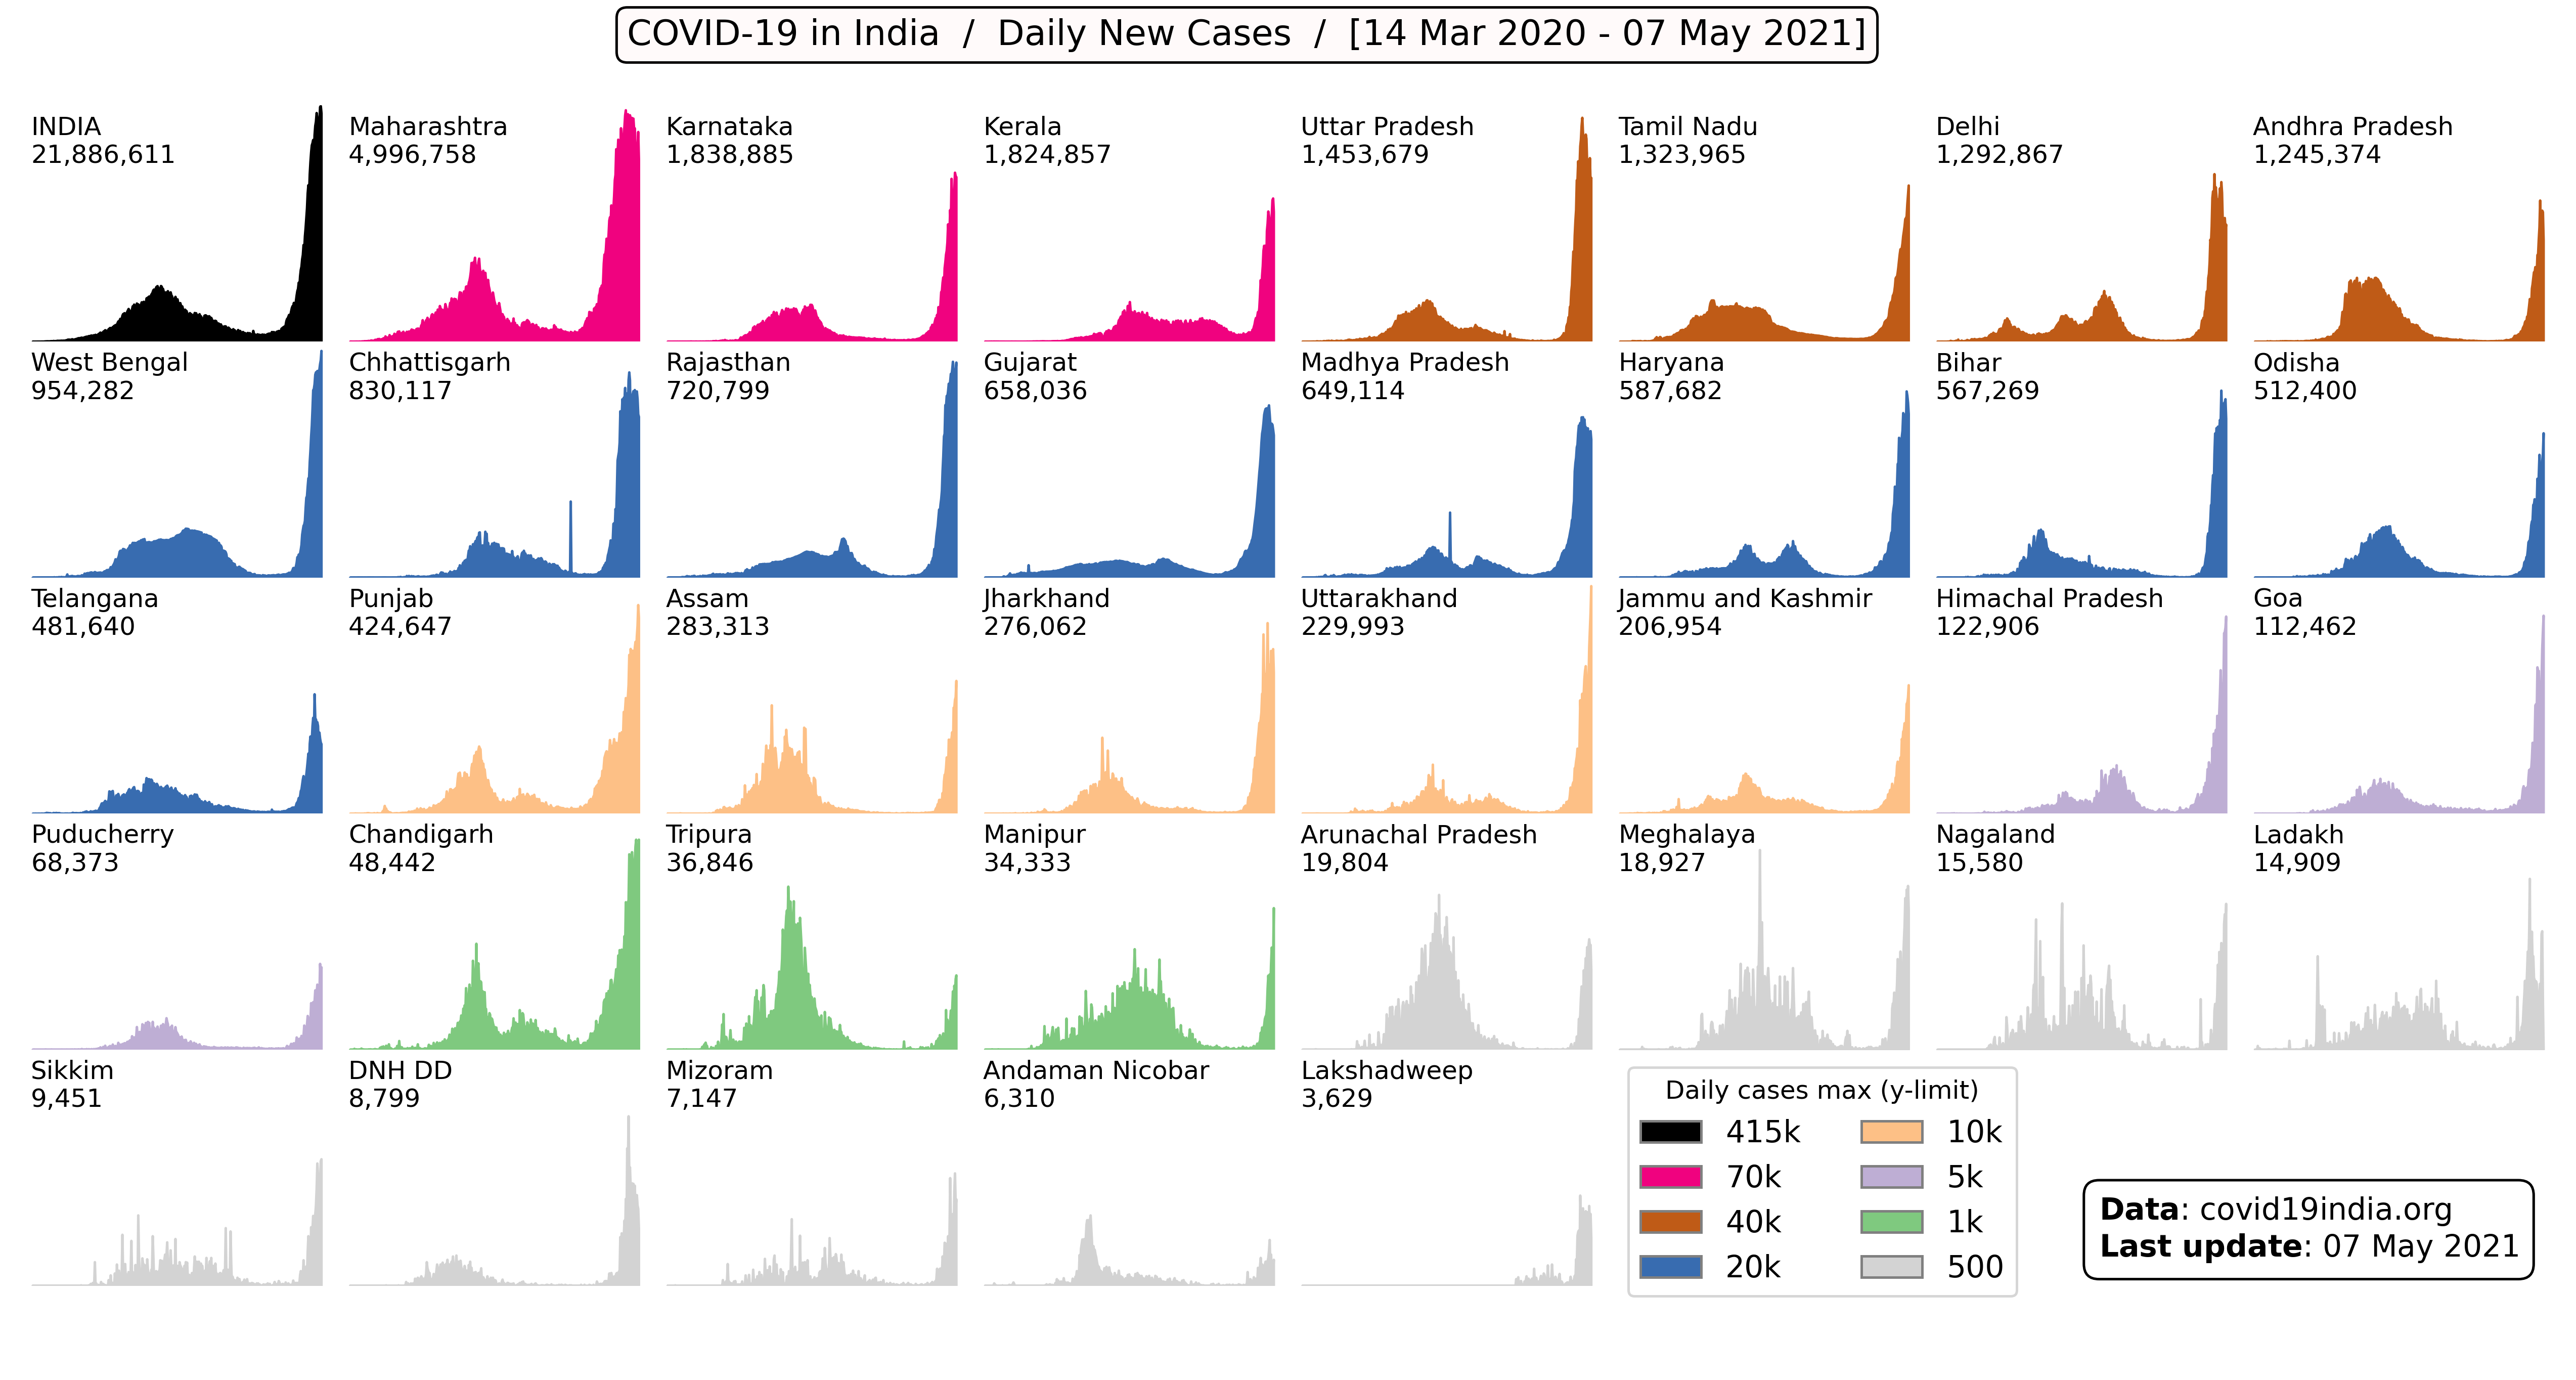 COVID-19 in India / Daily New Cases / [14 Mar 2020 - 07 May 2021]
INDIA
21,886,611
Maharashtra
4,996,758
Karnataka
1,838,885
Kerala
1,824,857
Uttar Pradesh
1,453,679
Tamil Nadu
1,323,965
Delhi
1,292,867
Andhra Pradesh
1,245,374
West Bengal
954,282
Chhattisgarh
830,117
Rajasthan
720,799
Gujarat
658,036
Madhya Pradesh
649,114
Haryana
587,682
Bihar
567,269
Odisha
512,400
Telangana
481,640
Punjab
424,647
Assam
283,313
Jharkhand
276,062
Uttarakhand
229,993
Jammu and Kashmir
206,954
Himachal Pradesh
122,906
Goa
112,462
Puducherry
68,373
Chandigarh
48,442
Tripura
36,846
Manipur
34,333
Arunachal Pradesh
19,804
Meghalaya
18,927
Nagaland
15,580
Ladakh
14,909
Sikkim
9,451
DNH DD
8,799
Mizoram
7,147
Andaman Nicobar
6,310
Lakshadweep
3,629
Daily cases max (y-limit)
415k
70k
40k
20k
10k
5k
1k
500
Data: covid19india.org
Last update: 07 May 2021